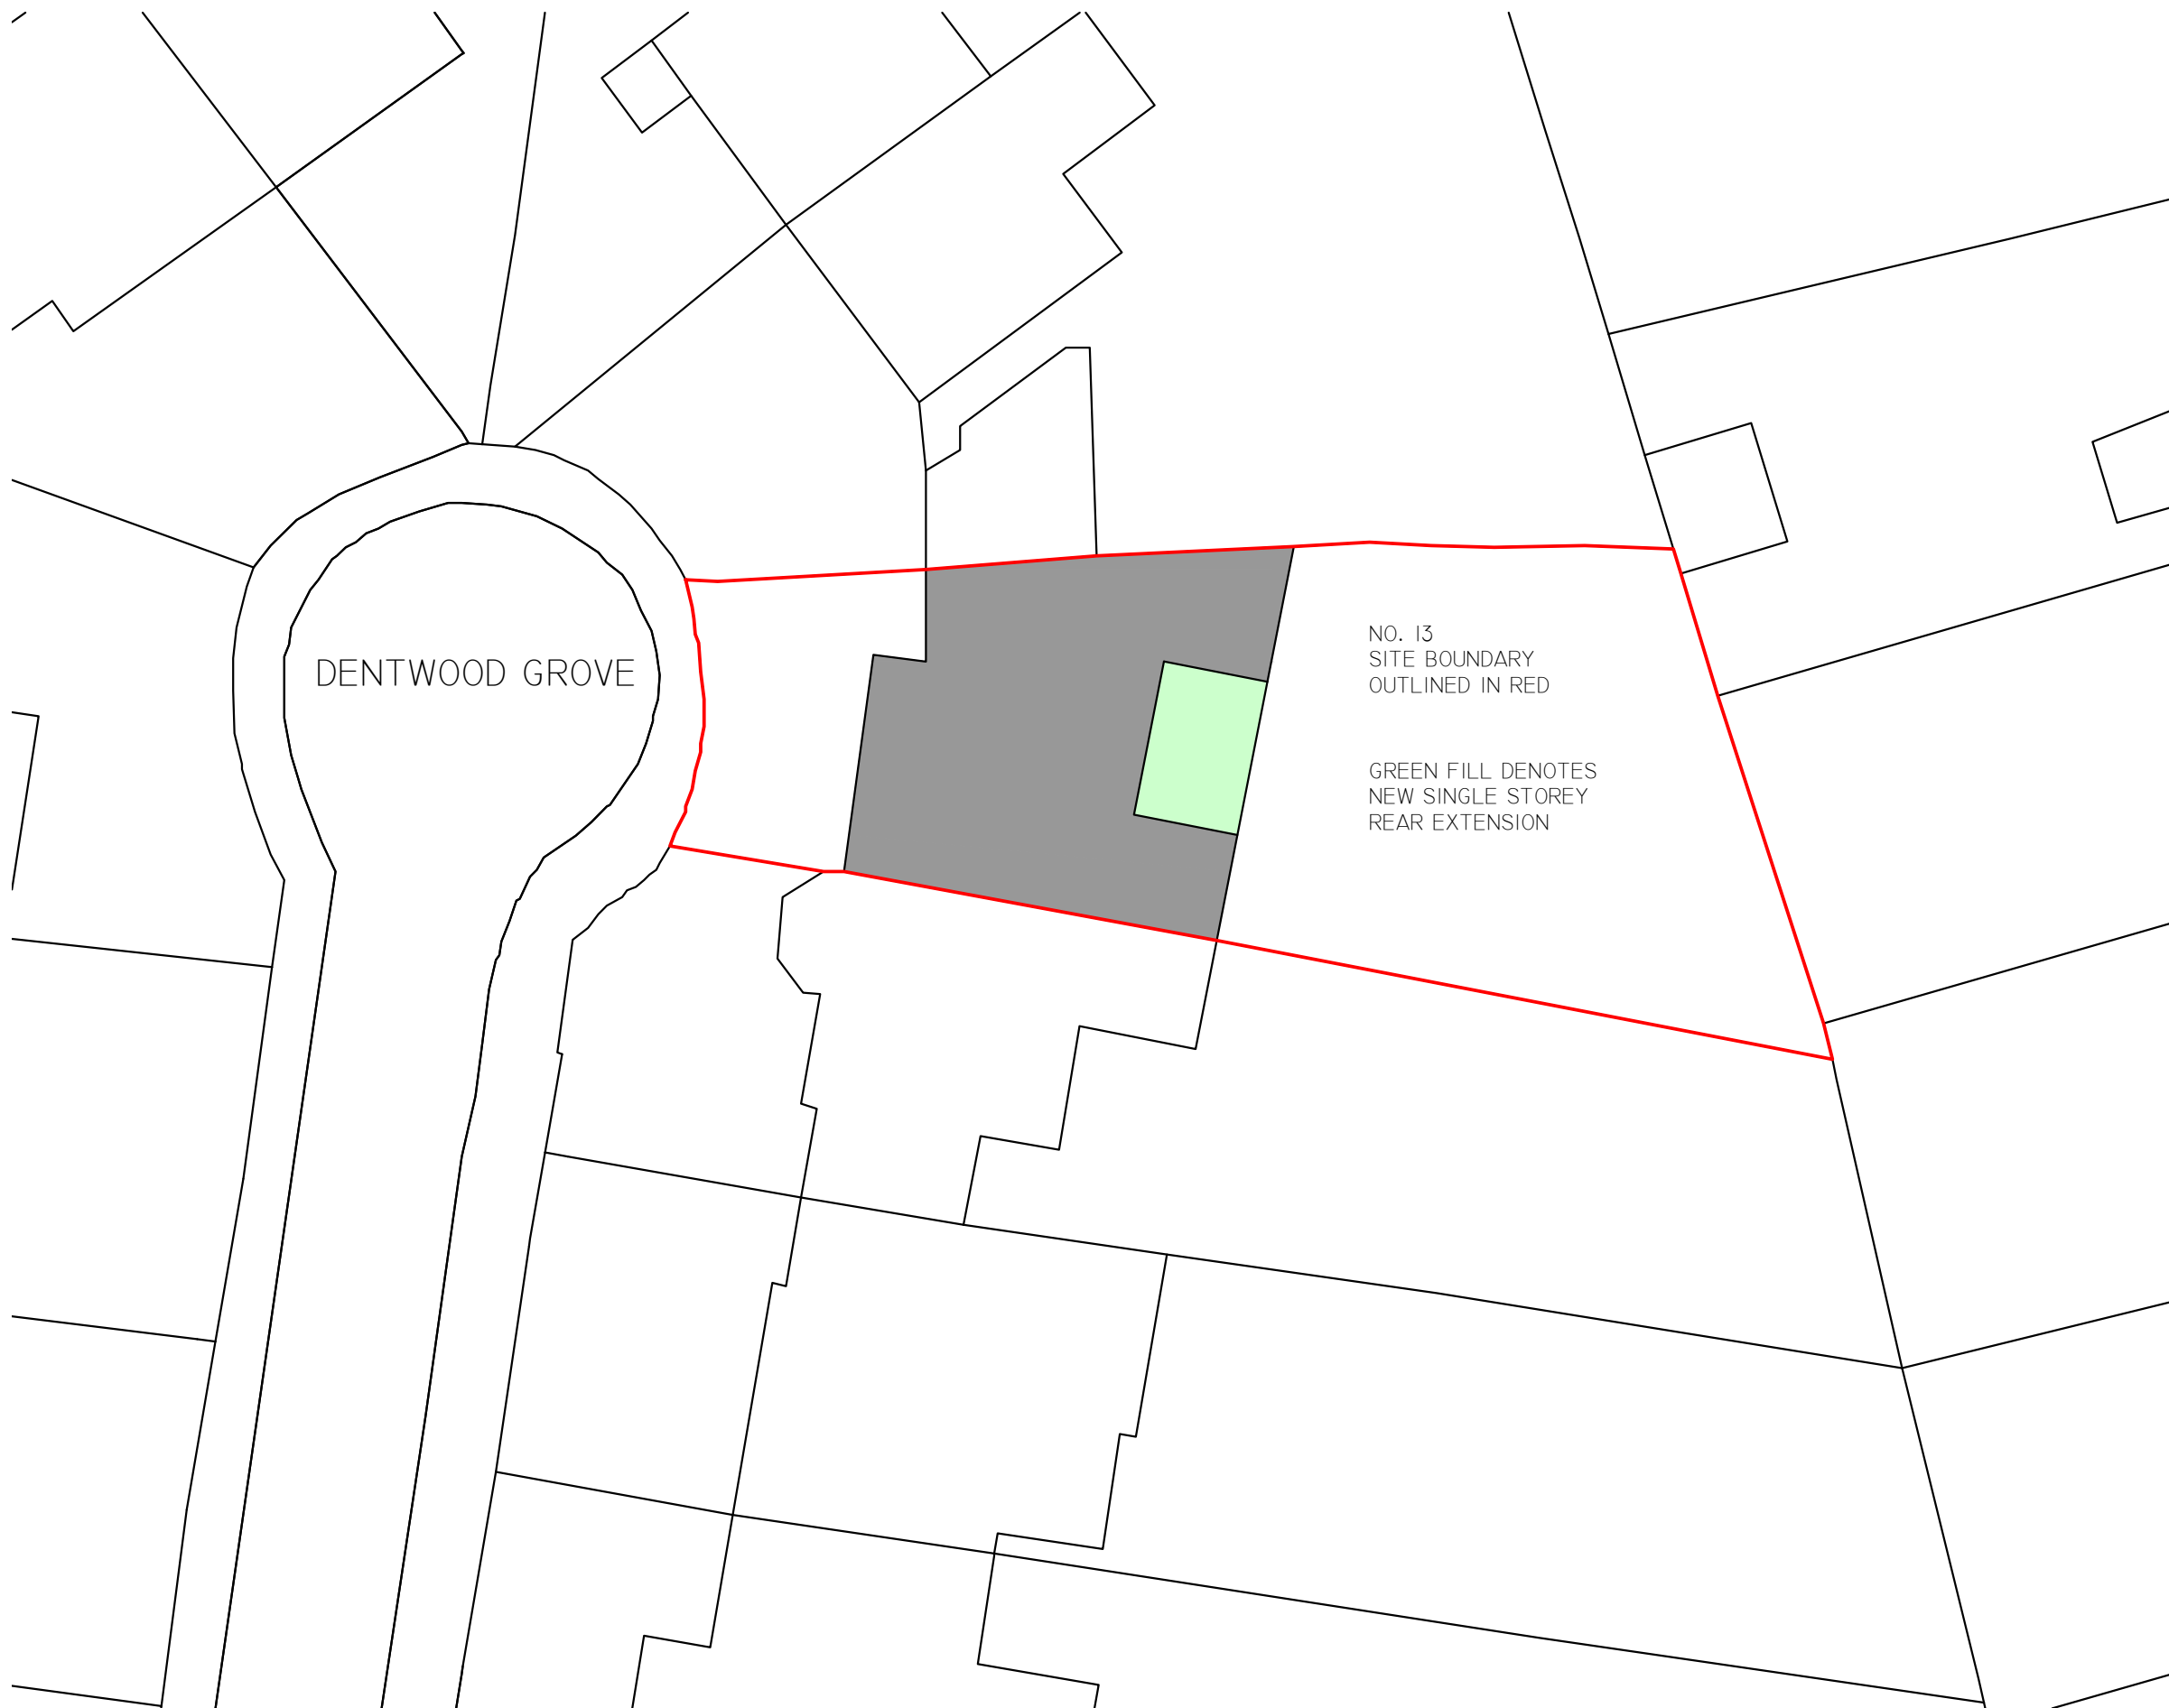 DENTWOOD GROVE
NO. 13
SITE BOUNDARY
OUTLINED IN RED
GREEN FILL DENOTES
NEW SINGLE STOREY
REAR EXTENSION